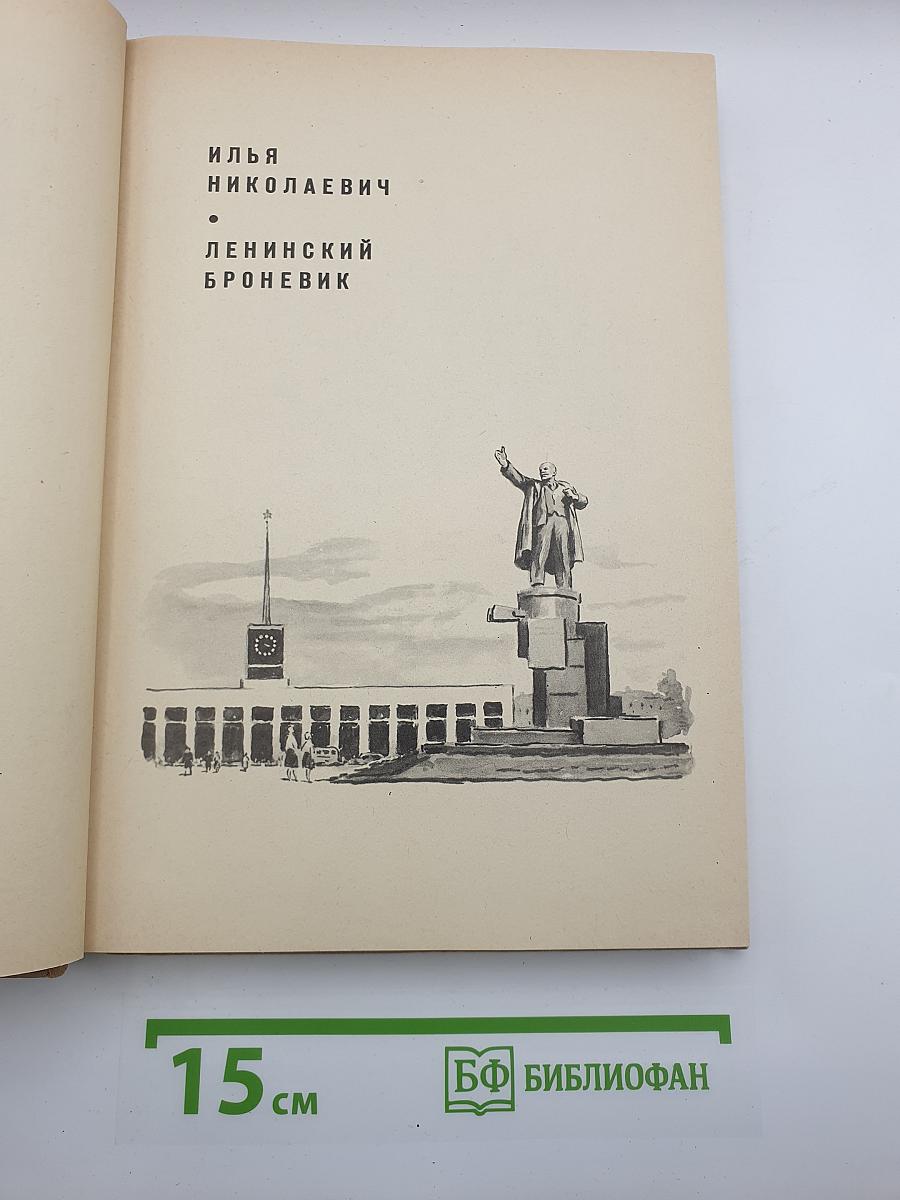 ИЛЬЯ
НИКОЛАЕВИЧ
•
ЛЕНИНСКИЙ
БРОНЕВИК
15 см
БФ БИБЛИОФАН